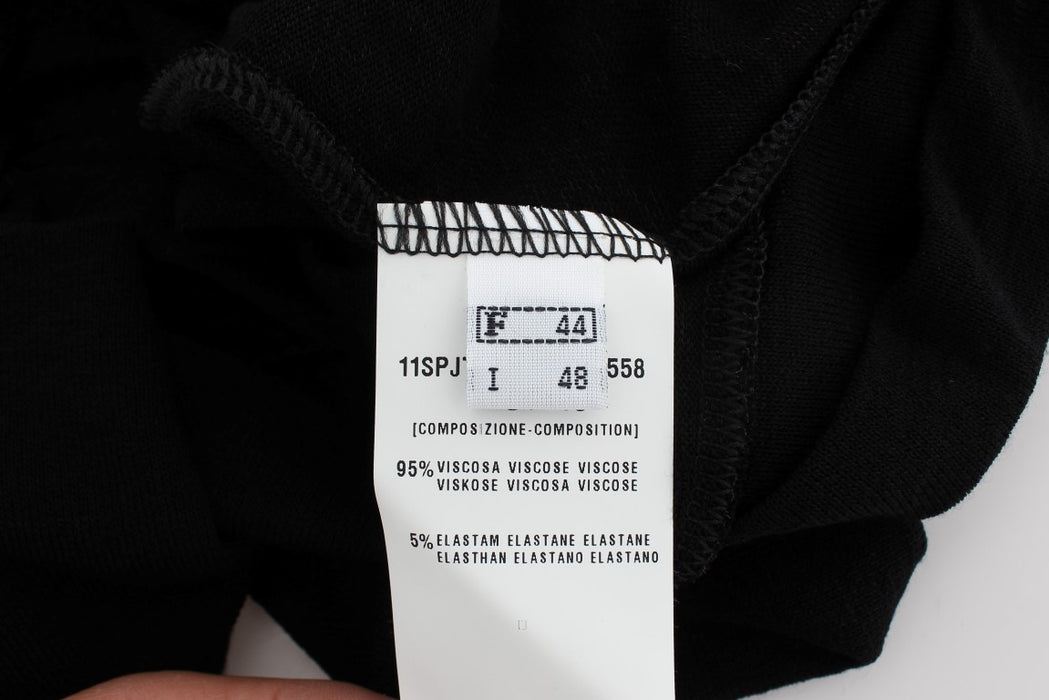 F 44
11SPJ 558
I 48
[COMPOSIZIONE-COMPOSITION]
95% VISCOSA VISCOSE VISCOSE
VISKOSE VISCOSA VISCOSE
5% ELASTAM ELASTANE ELASTANE
ELASTHAN ELASTANO ELASTANO